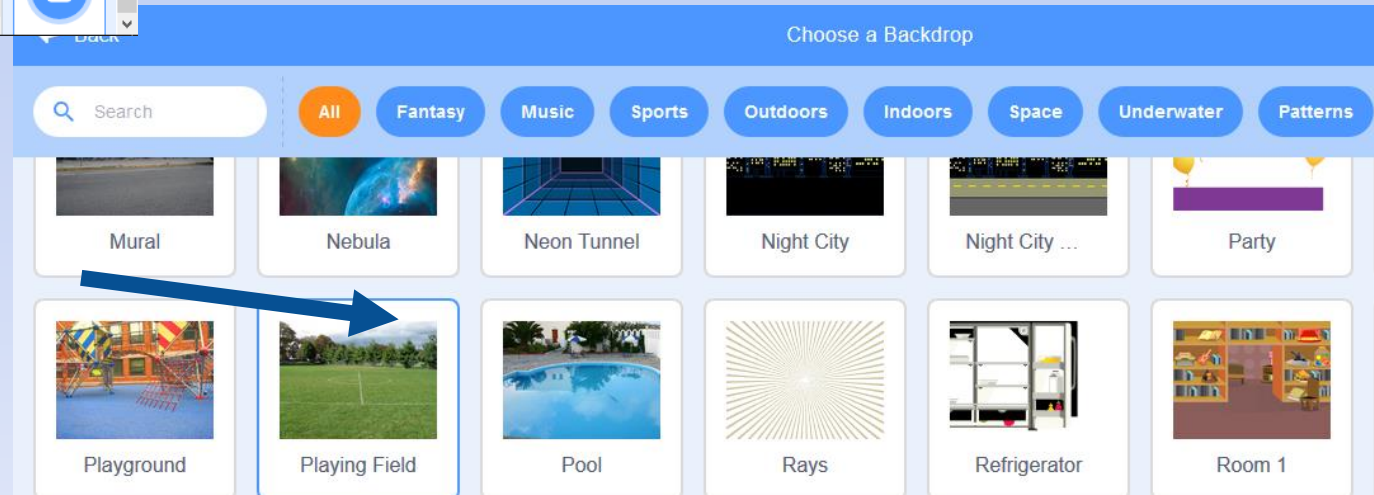 Back
Choose a Backdrop
Search
All
Fantasy
Music
Sports
Outdoors
Indoors
Space
Underwater
Patterns
Mural
Nebula
Neon Tunnel
Night City
Night City ...
Party
Playground
Playing Field
Pool
Rays
Refrigerator
Room 1